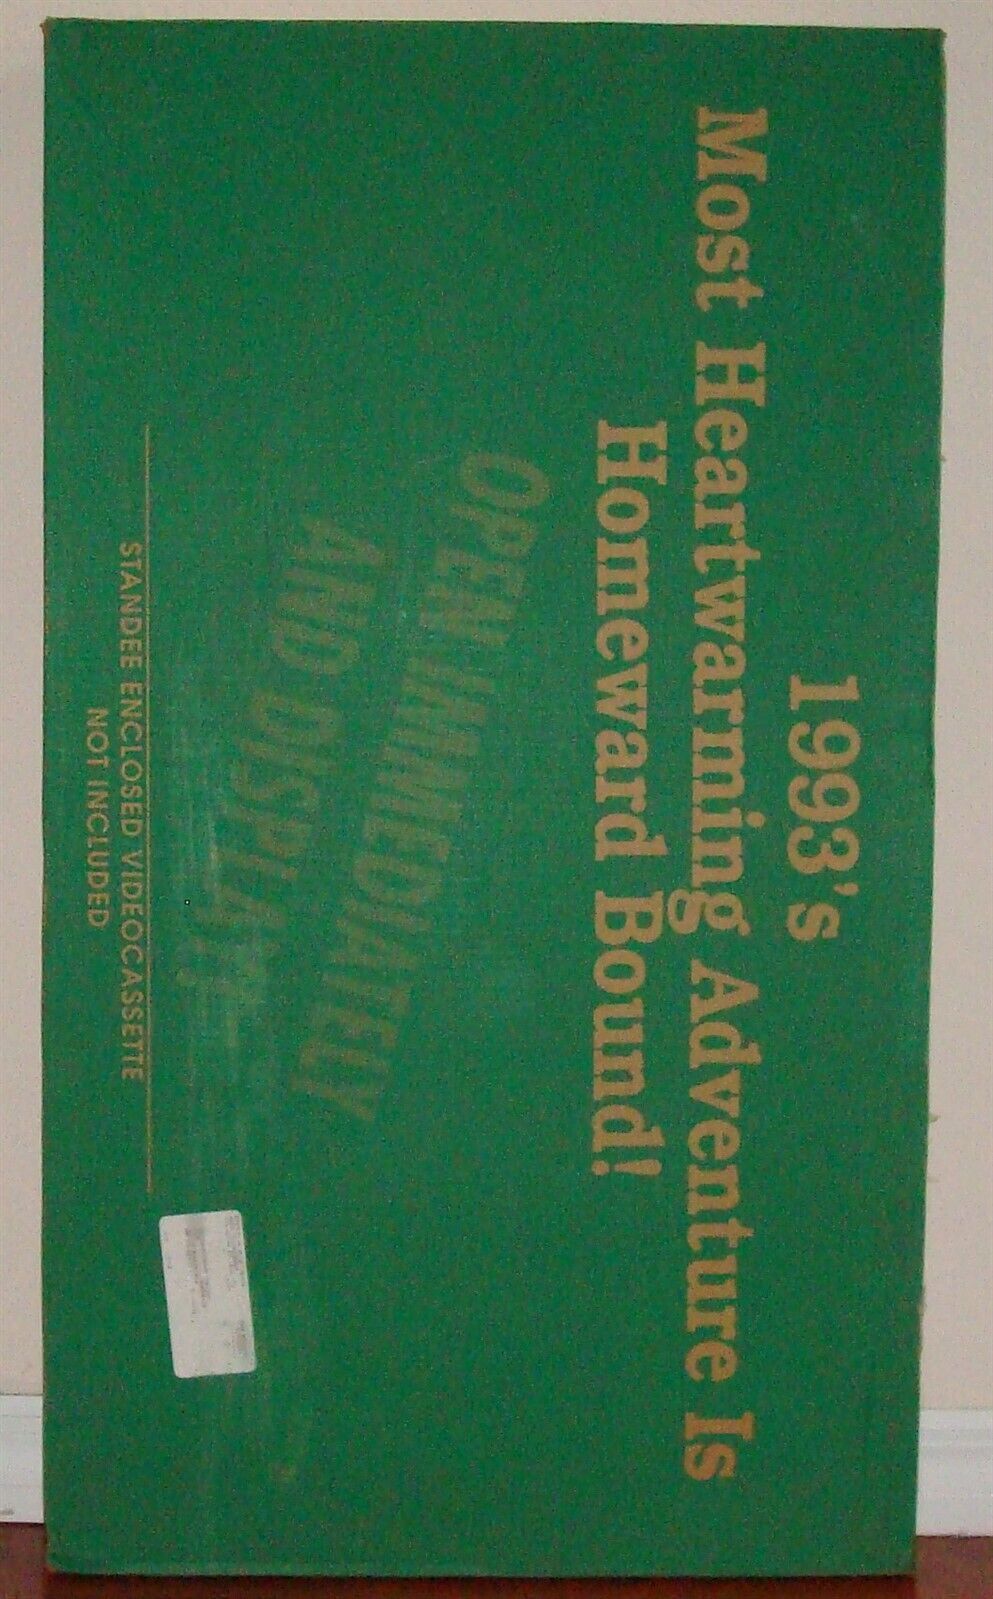 1993's
Most Heartwarming Adventure Is
Homeward Bound!
OPEN IMMEDIATELY
AND DISPLAY!
STANDEE ENCLOSED VIDEOCASSETTE
NOT INCLUDED